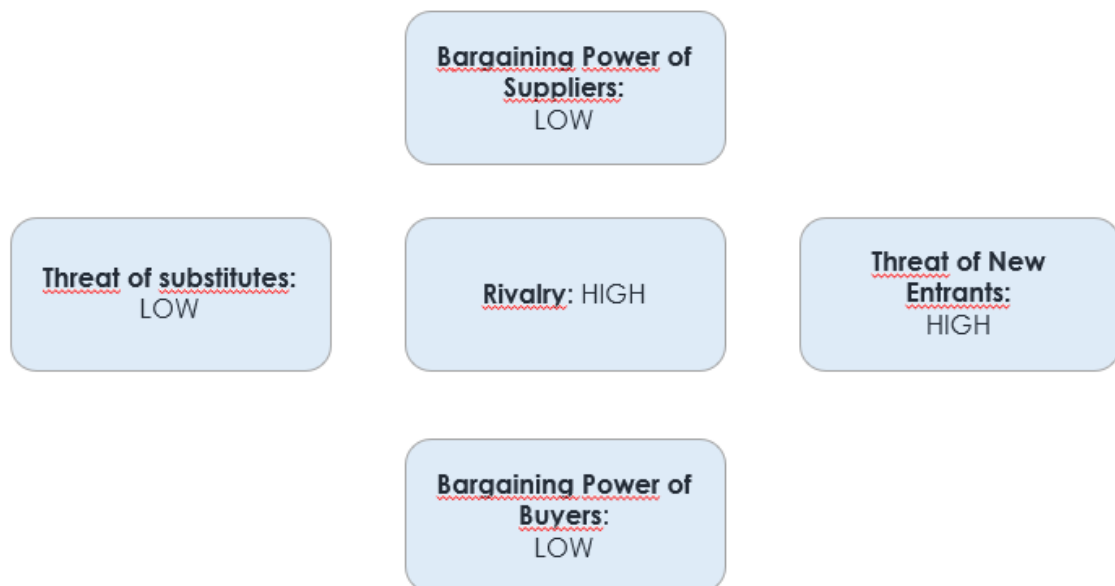 Bargaining Power of
Suppliers:
LOW
Threat of substitutes:
LOW
Rivalry: HIGH
Threat of New
Entrants:
HIGH
Bargaining Power of
Buyers:
LOW